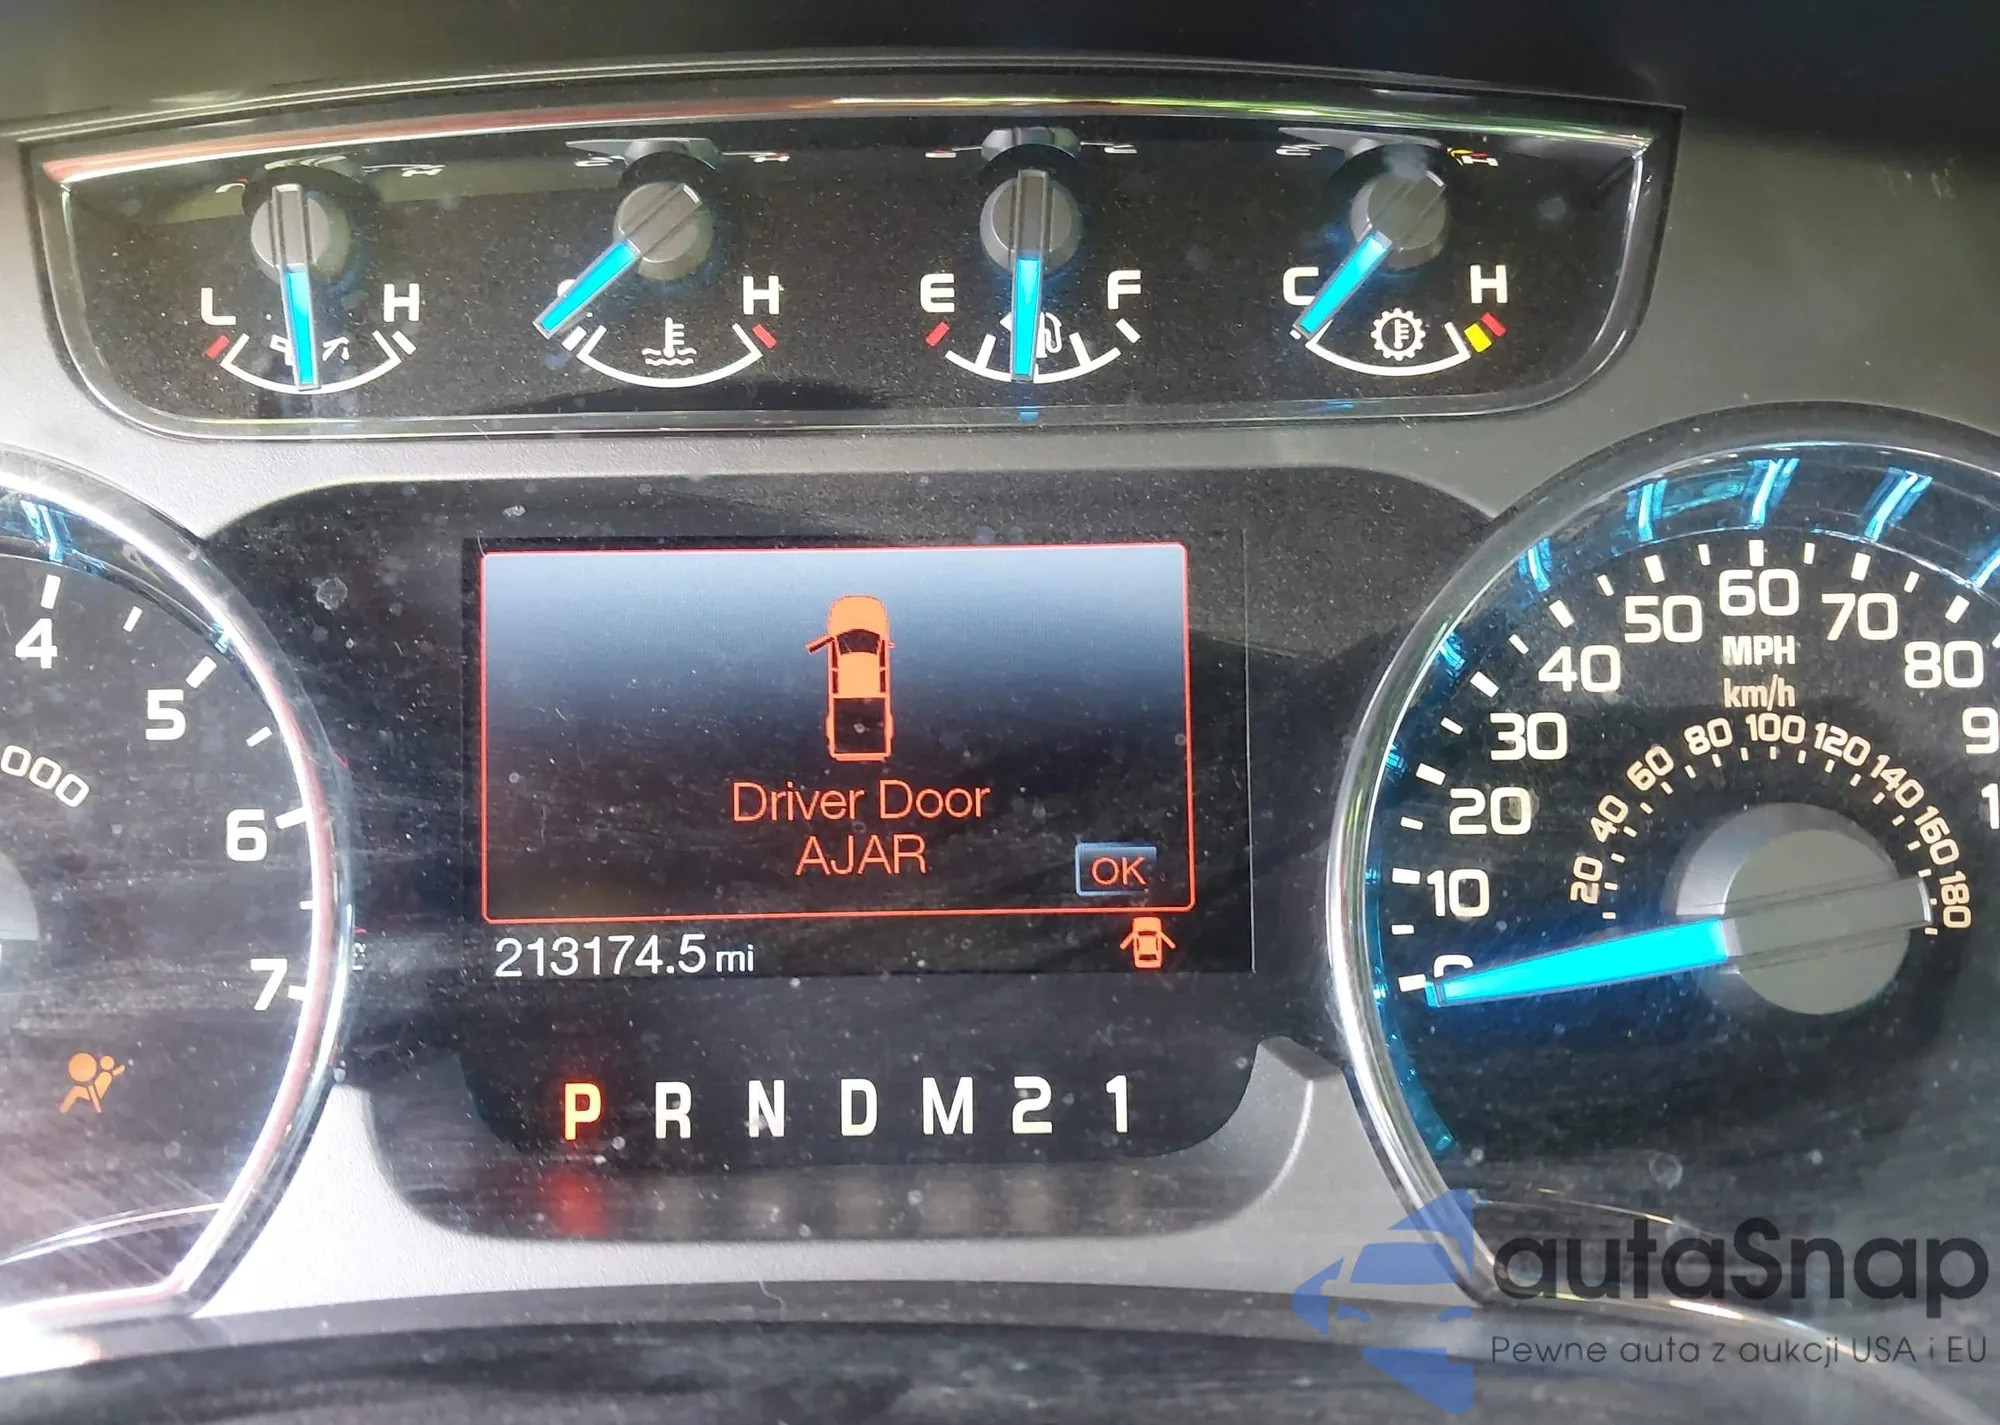 L H
H
E F
C H
4
5
6
7
000
Driver Door
AJAR
OK
213174.5 mi
P R N D M 2 1
10
20
30
40
50
60
70
80
MPH
km/h
20 40 60 80 100 120 140 160 180
autaSnap
Pewne auta z aukcji USA i EU